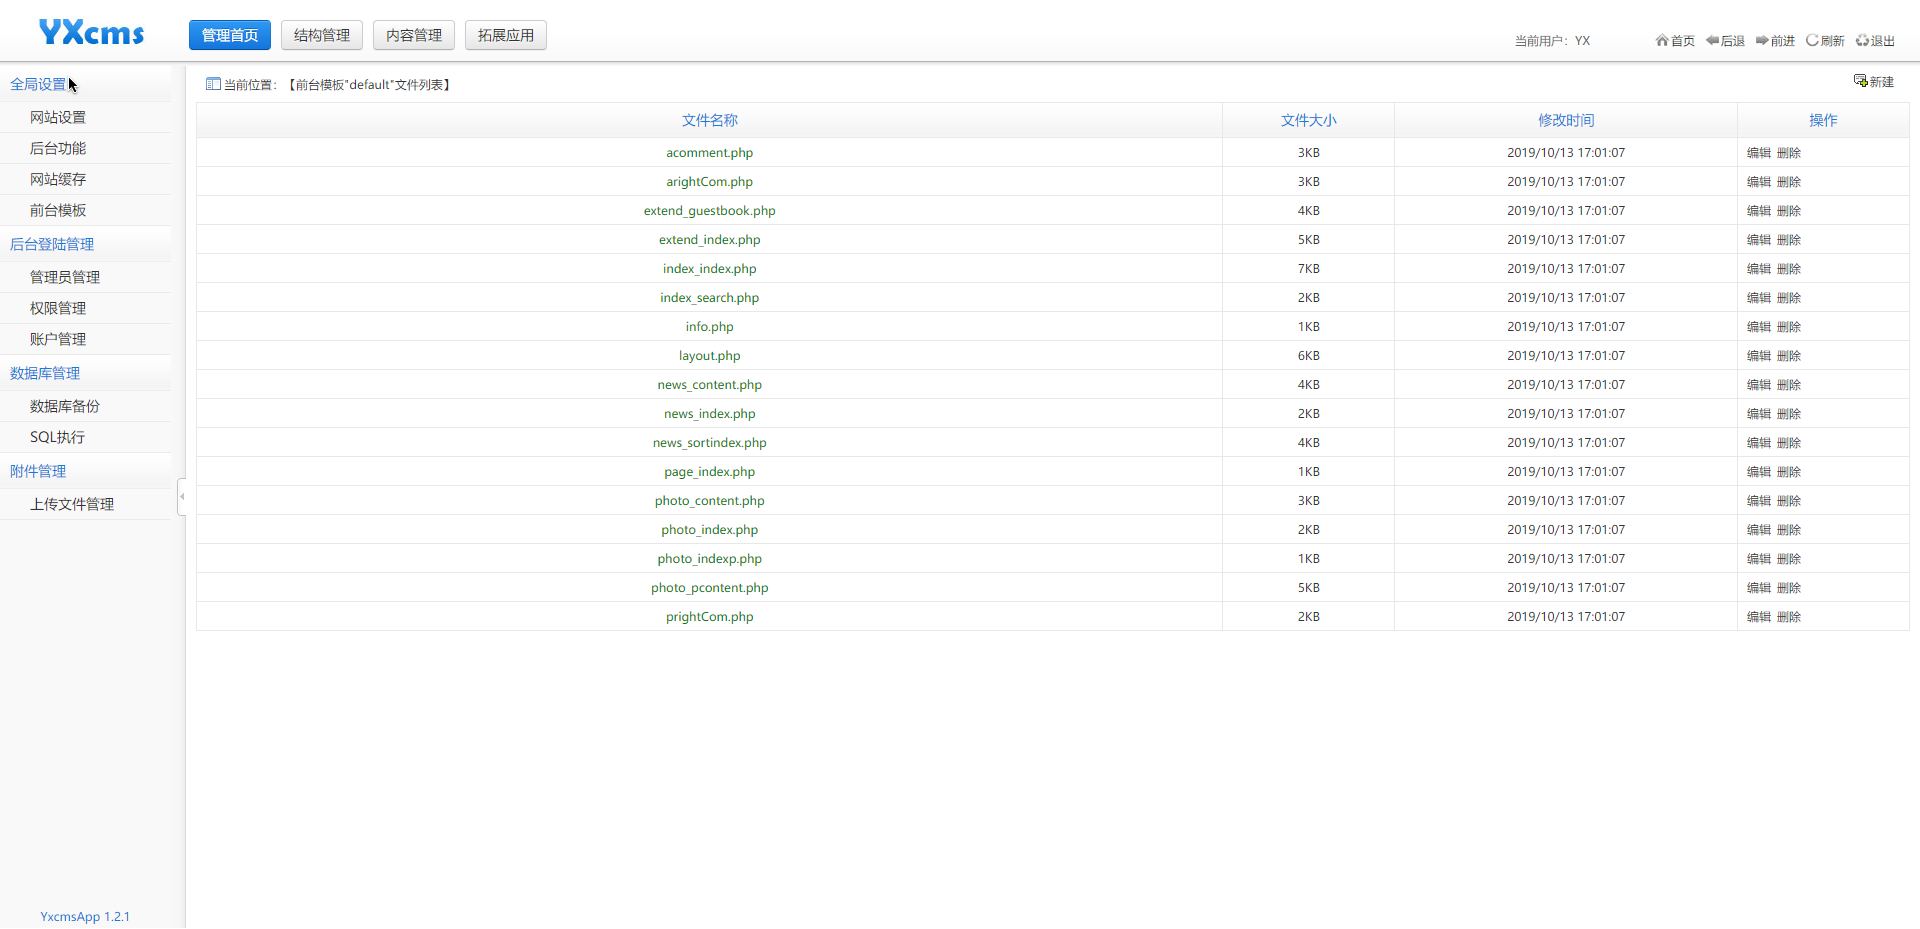 YXcms
管理首页 结构管理 内容管理 拓展应用
当前用户：YX 首页 后退 前进 刷新 退出
全局设置
网站设置
后台功能
网站缓存
前台模板
后台登陆管理
管理员管理
权限管理
账户管理
数据库管理
数据库备份
SQL执行
附件管理
上传文件管理
YxcmsApp 1.2.1
当前位置：【前台模板"default"文件列表】 新建
文件名称 文件大小 修改时间 操作
acomment.php 3KB 2019/10/13 17:01:07 编辑 删除
arightCom.php 3KB 2019/10/13 17:01:07 编辑 删除
extend_guestbook.php 4KB 2019/10/13 17:01:07 编辑 删除
extend_index.php 5KB 2019/10/13 17:01:07 编辑 删除
index_index.php 7KB 2019/10/13 17:01:07 编辑 删除
index_search.php 2KB 2019/10/13 17:01:07 编辑 删除
info.php 1KB 2019/10/13 17:01:07 编辑 删除
layout.php 6KB 2019/10/13 17:01:07 编辑 删除
news_content.php 4KB 2019/10/13 17:01:07 编辑 删除
news_index.php 2KB 2019/10/13 17:01:07 编辑 删除
news_sortindex.php 4KB 2019/10/13 17:01:07 编辑 删除
page_index.php 1KB 2019/10/13 17:01:07 编辑 删除
photo_content.php 3KB 2019/10/13 17:01:07 编辑 删除
photo_index.php 2KB 2019/10/13 17:01:07 编辑 删除
photo_indexp.php 1KB 2019/10/13 17:01:07 编辑 删除
photo_pcontent.php 5KB 2019/10/13 17:01:07 编辑 删除
prightCom.php 2KB 2019/10/13 17:01:07 编辑 删除